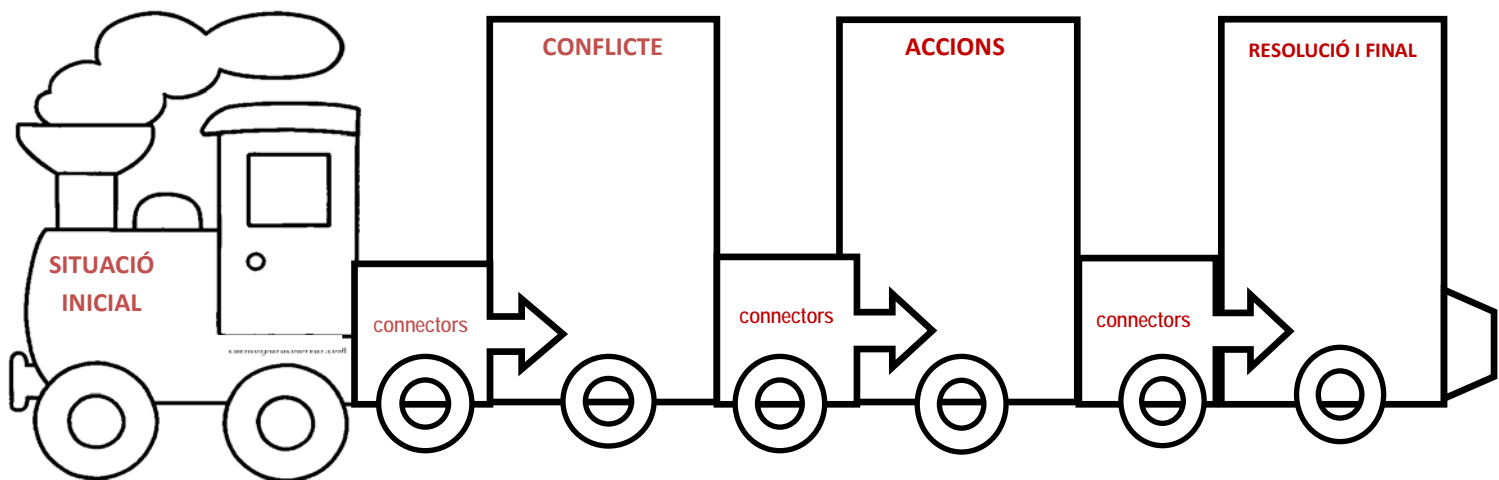 SITUACIÓ
INICIAL
connectors
CONFLICTE
connectors
ACCIONS
connectors
RESOLUCIÓ I FINAL